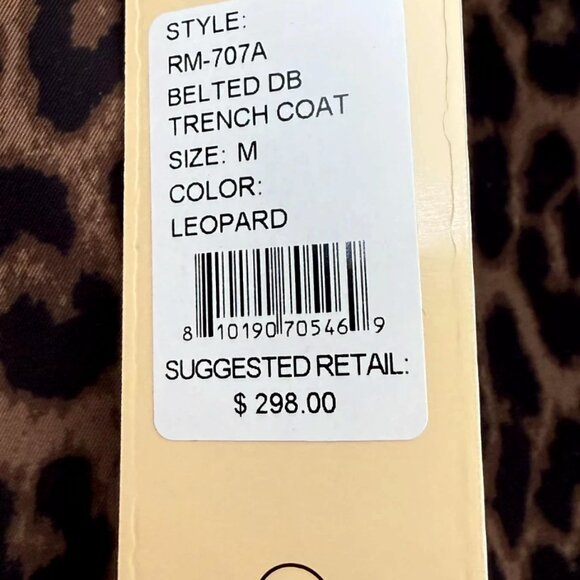 STYLE:
RM-707A
BELTED DB
TRENCH COAT
SIZE: M
COLOR:
LEOPARD
8 10190 70546 9
SUGGESTED RETAIL:
$ 298.00